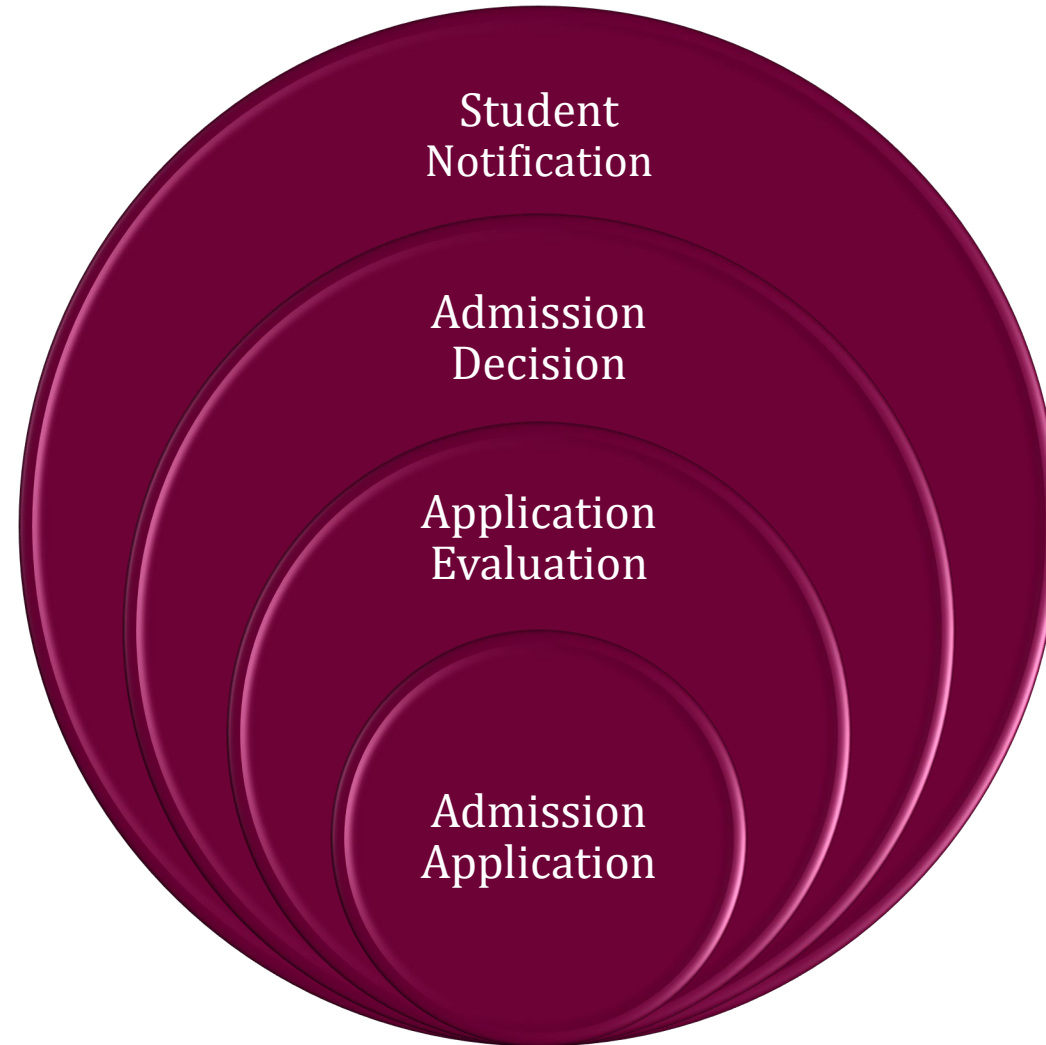 Student
Notification
Admission
Decision
Application
Evaluation
Admission
Application